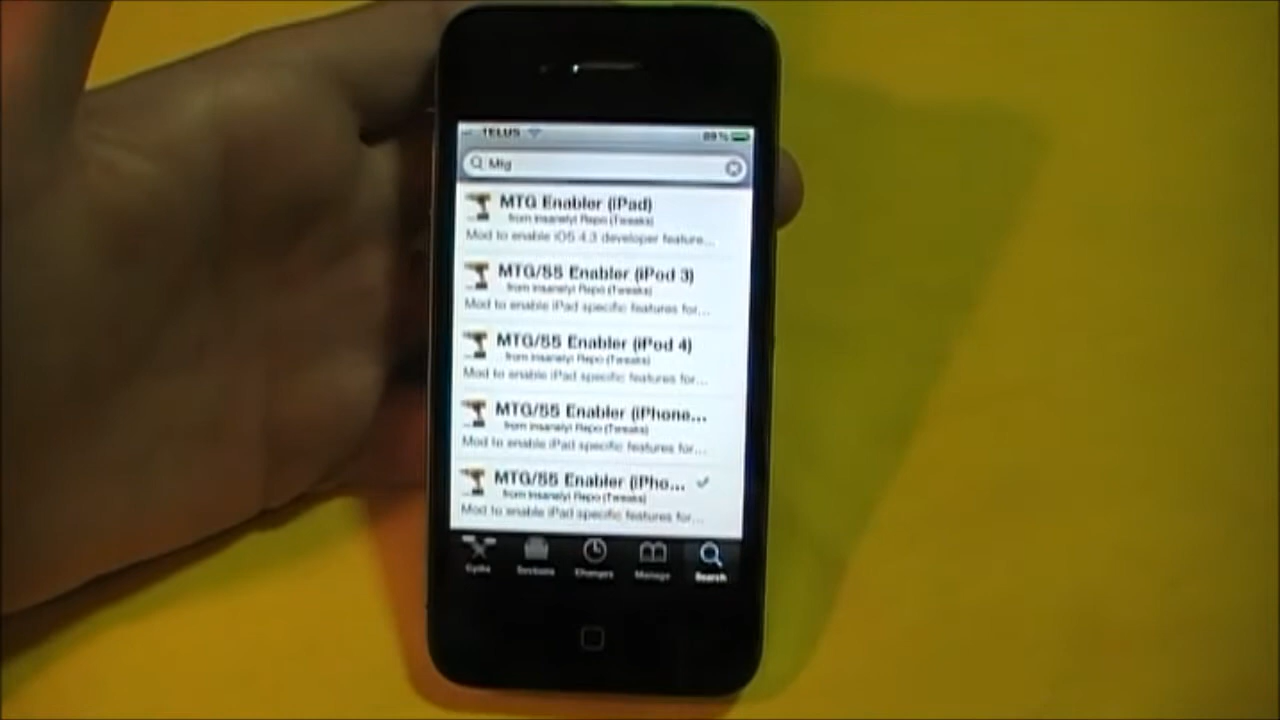 TELUS 89%
Mtg
MTG Enabler (iPad)
from Insanelyi Repo (Tweaks)
Mod to enable iOS 4.3 developer feature...
MTG/SS Enabler (iPod 3)
from Insanelyi Repo (Tweaks)
Mod to enable iPad specific features for...
MTG/SS Enabler (iPod 4)
from Insanelyi Repo (Tweaks)
Mod to enable iPad specific features for...
MTG/SS Enabler (iPhone...
from Insanelyi Repo (Tweaks)
Mod to enable iPad specific features for...
MTG/SS Enabler (iPho...
from Insanelyi Repo (Tweaks)
Mod to enable iPad specific features for...
Cydia Sections Changes Manage Search